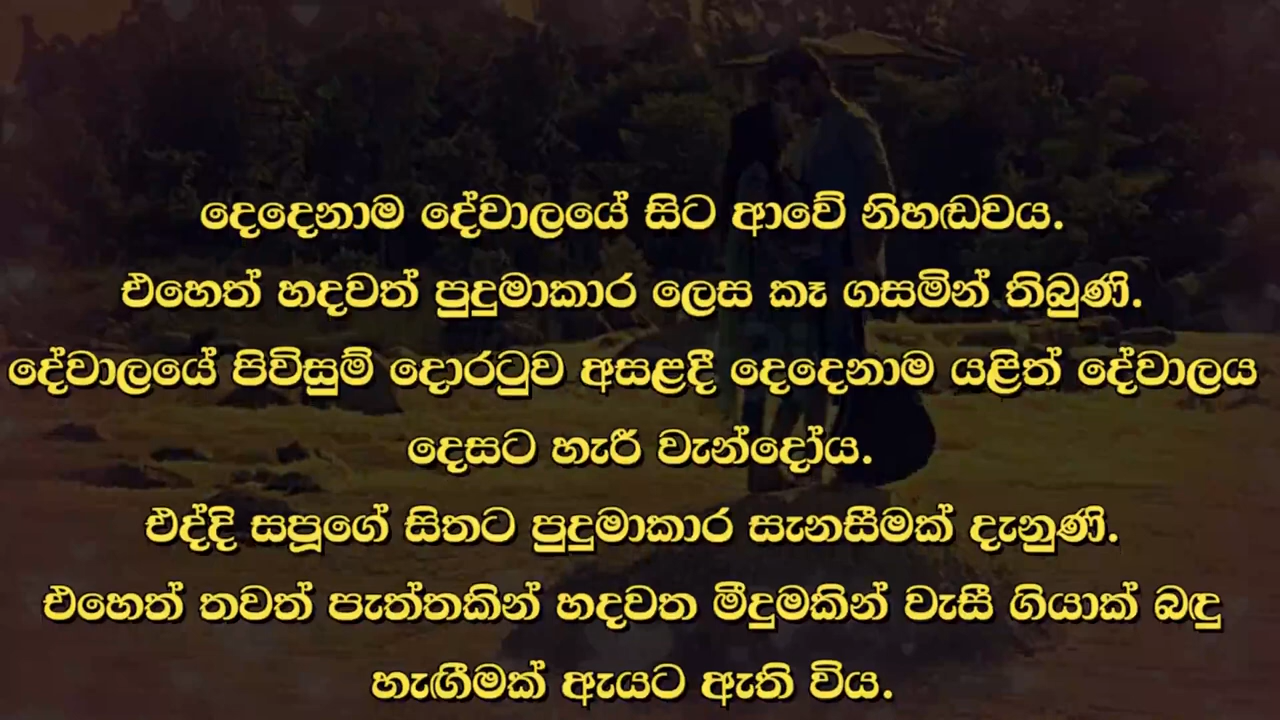 දෙදෙනාම දේවාලයේ සිට ආවේ නිහඬවය.
එහෙත් හදවත් පුදුමාකාර ලෙස කෑ ගසමින් තිබුණි.
දේවාලයේ පිවිසුම් දොරටුව අසළදී දෙදෙනාම යළිත් දේවාලය
දෙසට හැරී වැන්දෝය.
එද්දි සපූගේ සිතට පුදුමාකාර සැනසීමක් දැනුණි.
එහෙත් තවත් පැත්තකින් හදවත මීදුමකින් වැසී ගියාක් බඳු
හැඟීමක් ඇයට ඇති විය.